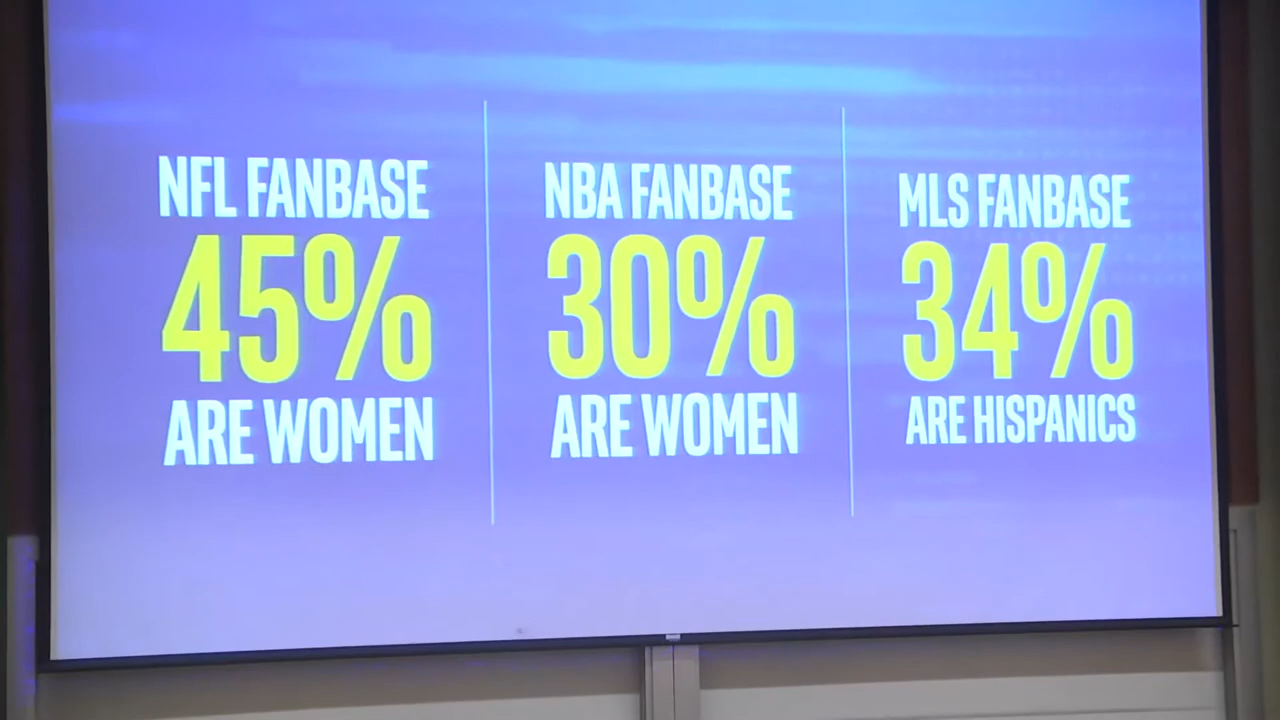 NFL FANBASE
45%
ARE WOMEN
NBA FANBASE
30%
ARE WOMEN
MLS FANBASE
34%
ARE HISPANICS